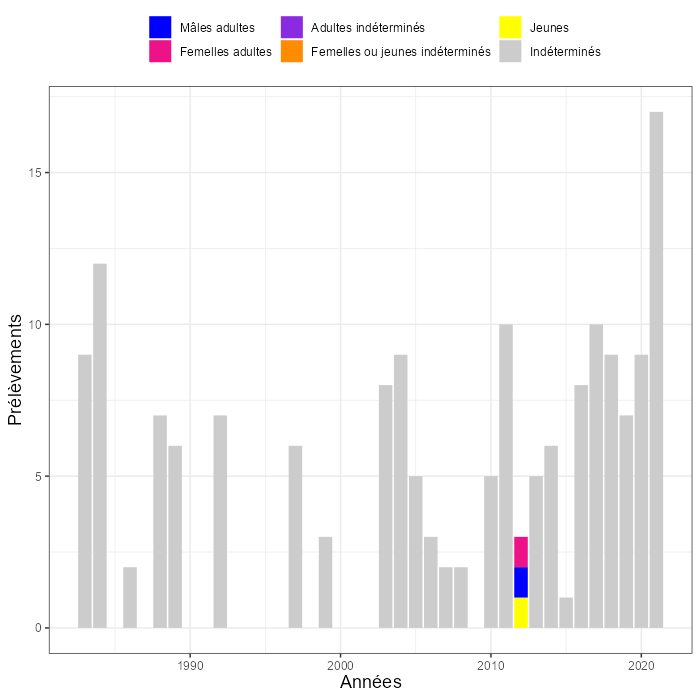 Mâles adultes Adultes indéterminés Jeunes
Femelles adultes Femelles ou jeunes indéterminés Indéterminés
Prélèvements
15
10
5
0
1990 2000 2010 2020
Années